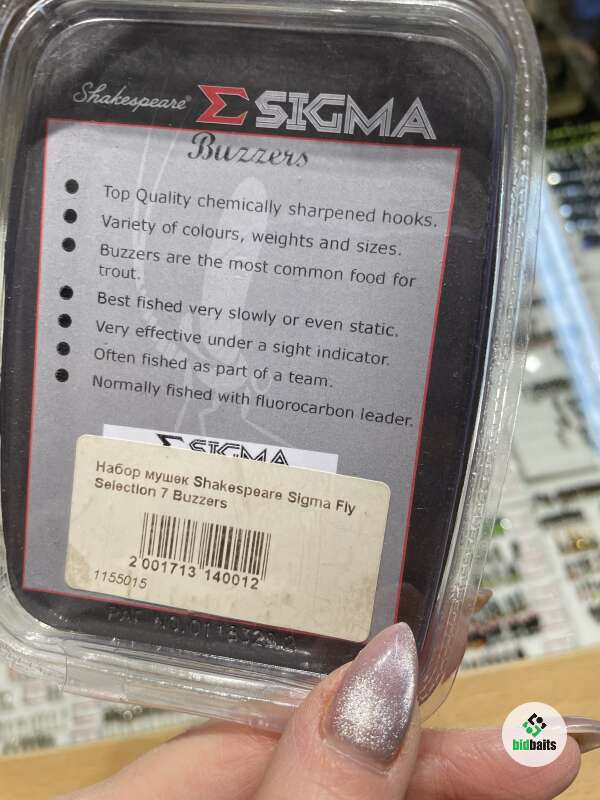 Shakespeare® Σ SIGMA
Buzzers
• Top Quality chemically sharpened hooks.
• Variety of colours, weights and sizes.
• Buzzers are the most common food for
trout.
• Best fished very slowly or even static.
• Very effective under a sight indicator.
• Often fished as part of a team.
• Normally fished with fluorocarbon leader.
Σ SIGMA
Набор мушек Shakespeare Sigma Fly
Selection 7 Buzzers
2 001713 140012
1155015
PAT NO.
bidbaits